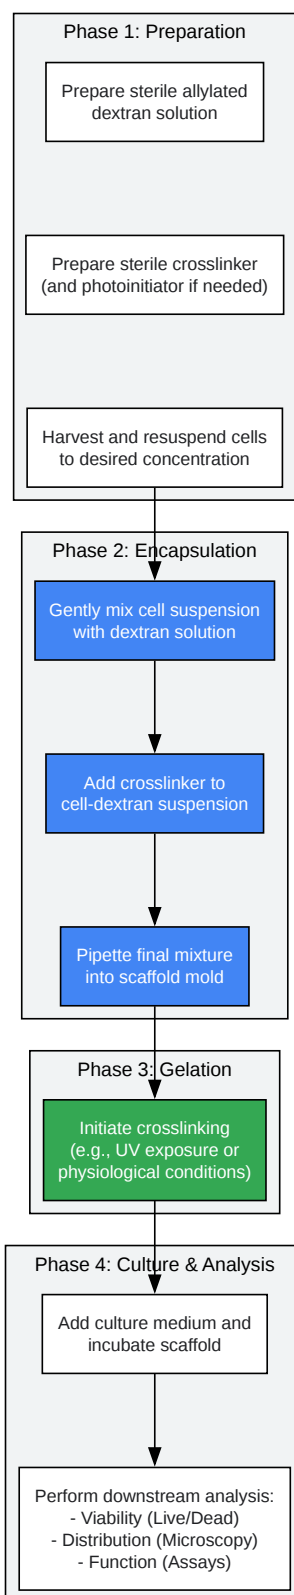 Phase 1: Preparation
Prepare sterile allylated
dextran solution
Prepare sterile crosslinker
(and photoinitiator if needed)
Harvest and resuspend cells
to desired concentration
Phase 2: Encapsulation
Gently mix cell suspension
with dextran solution
Add crosslinker to
cell-dextran suspension
Pipette final mixture
into scaffold mold
Phase 3: Gelation
Initiate crosslinking
(e.g., UV exposure or
physiological conditions)
Phase 4: Culture & Analysis
Add culture medium and
incubate scaffold
Perform downstream analysis:
- Viability (Live/Dead)
- Distribution (Microscopy)
- Function (Assays)